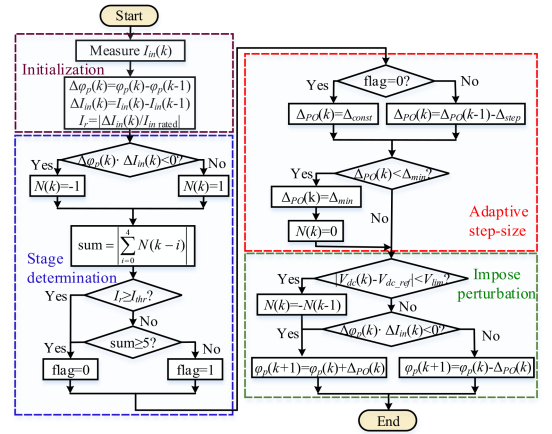 Start
Measure I_in(k)
Initialization
Δφ_p(k)=φ_p(k)-φ_p(k-1)
ΔI_in(k)=I_in(k)-I_in(k-1)
I_r=|ΔI_in(k)/I_in rated|
Δφ_p(k)· ΔI_in(k)<0?
Yes
No
N(k)=-1
N(k)=1
sum=|∑_{i=0}^{4} N(k-i)|
Stage
determination
I_r≥I_thr?
Yes
No
sum≥5?
Yes
No
flag=0
flag=1
flag=0?
Yes
No
Δ_PO(k)=Δ_const
Δ_PO(k)=Δ_PO(k-1)-Δ_step
Δ_PO(k)<Δ_min?
Yes
Δ_PO(k)=Δ_min
No
N(k)=0
Adaptive
step-size
|V_dc(k)-V_dc_ref|<V_lim?
Impose
perturbation
Yes
N(k)=-N(k-1)
No
Δφ_p(k)· ΔI_in(k)<0?
Yes
No
φ_p(k+1)=φ_p(k)+Δ_PO(k)
φ_p(k+1)=φ_p(k)-Δ_PO(k)
End